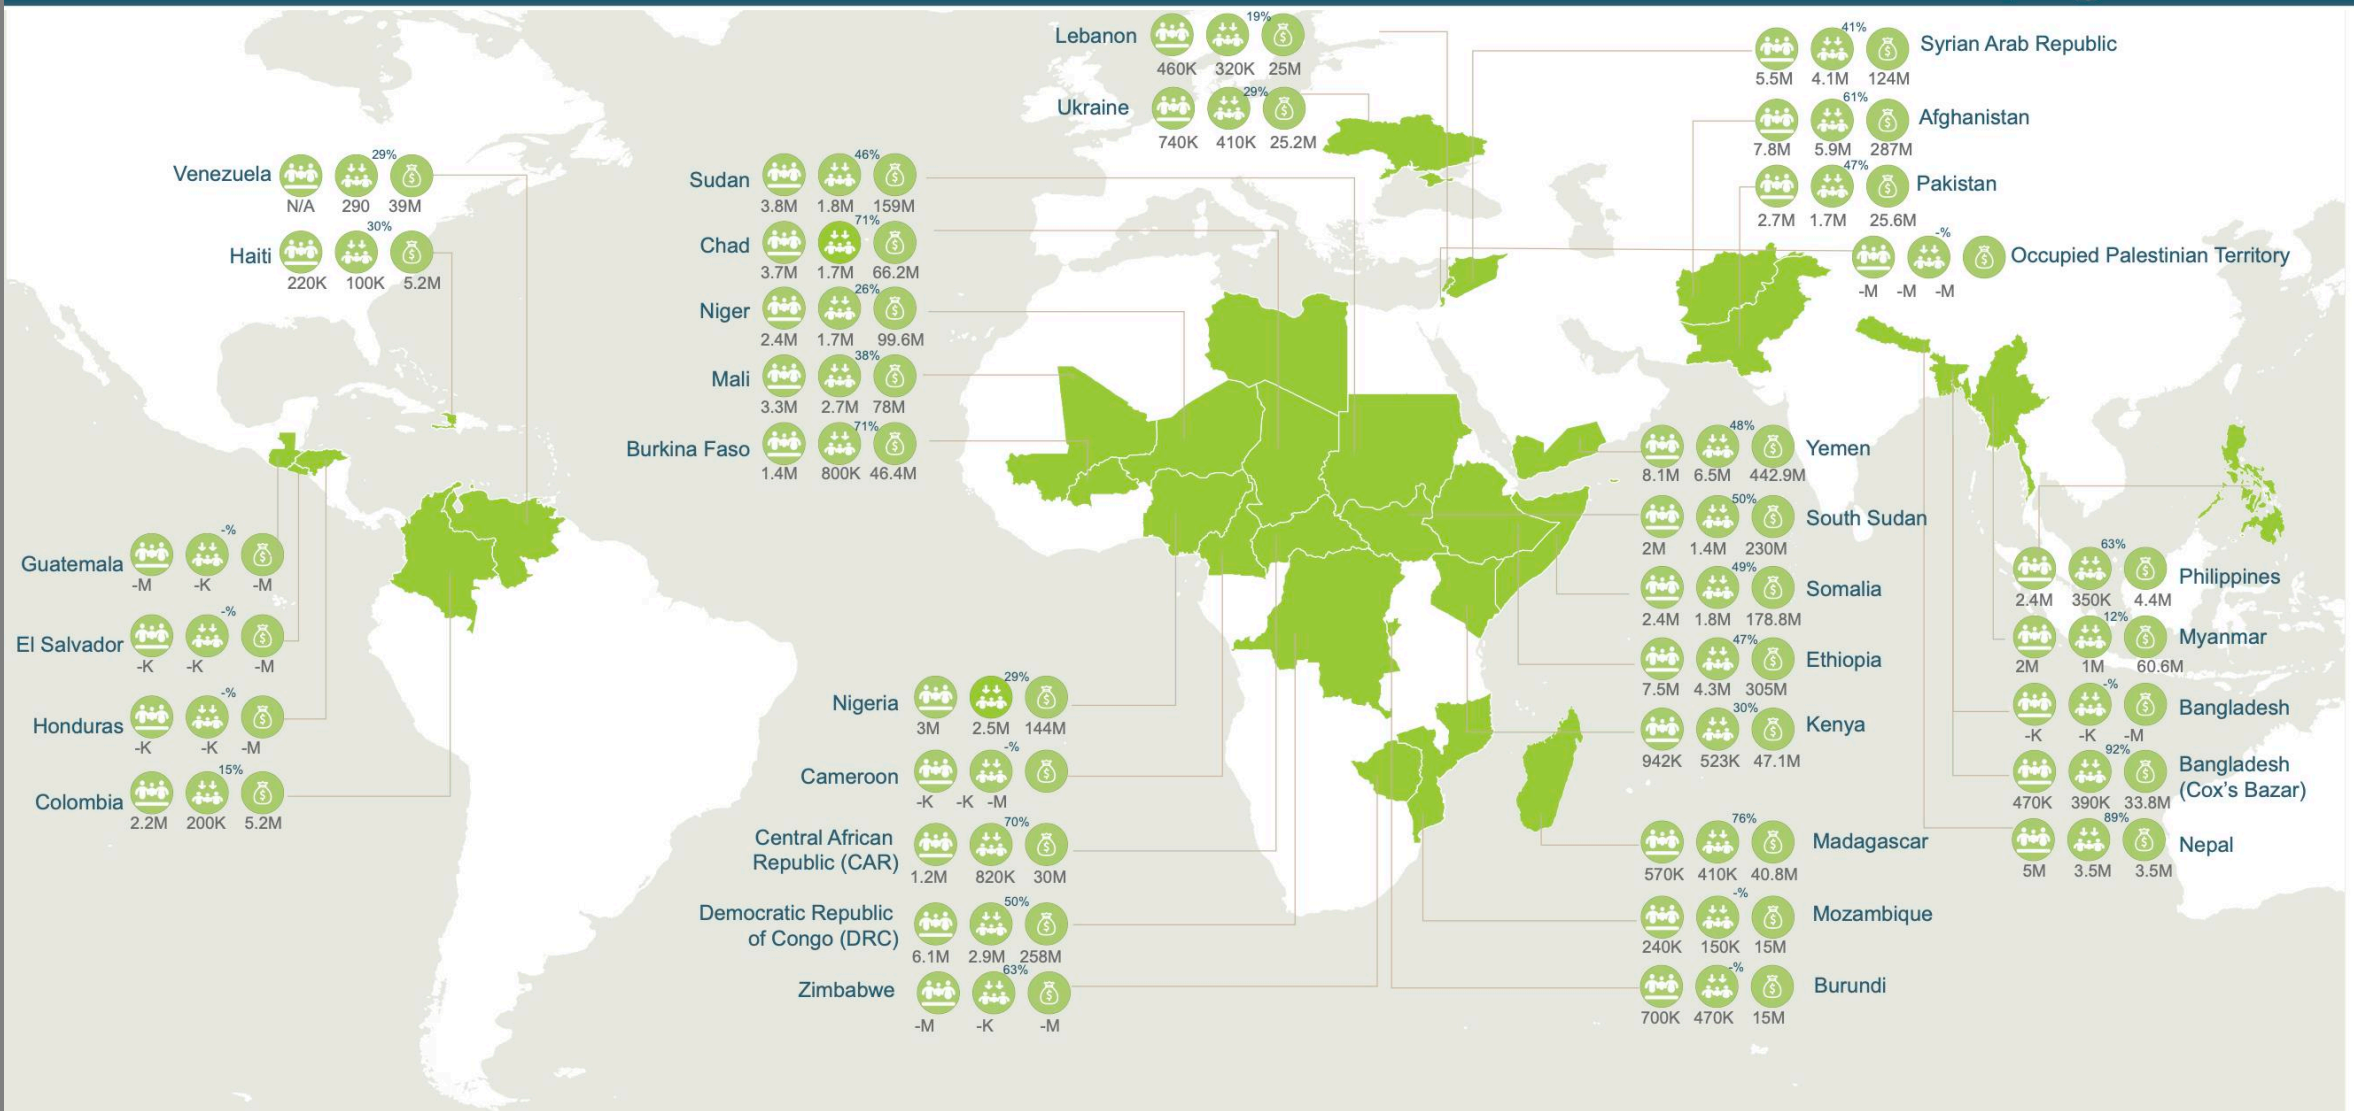 Lebanon
19%
460K 320K 25M
Ukraine
29%
740K 410K 25.2M
41%
Syrian Arab Republic
5.5M 4.1M 124M
61%
Afghanistan
7.8M 5.9M 287M
47%
Pakistan
2.7M 1.7M 25.6M
-%
Occupied Palestinian Territory
-M -M -M
Venezuela
29%
N/A 290 39M
Haiti
30%
220K 100K 5.2M
Sudan
46%
3.8M 1.8M 159M
Chad
71%
3.7M 1.7M 66.2M
Niger
26%
2.4M 1.7M 99.6M
Mali
38%
3.3M 2.7M 78M
Burkina Faso
71%
1.4M 800K 46.4M
48%
Yemen
8.1M 6.5M 442.9M
50%
South Sudan
2M 1.4M 230M
49%
Somalia
2.4M 1.8M 178.8M
47%
Ethiopia
7.5M 4.3M 305M
30%
Kenya
942K 523K 47.1M
Guatemala
-%
-M -K -M
El Salvador
-%
-K -K -M
Honduras
-%
-K -K -M
Colombia
15%
2.2M 200K 5.2M
Nigeria
29%
3M 2.5M 144M
Cameroon
-%
-K -K -M
Central African
Republic (CAR)
70%
1.2M 820K 30M
Democratic Republic
of Congo (DRC)
50%
6.1M 2.9M 258M
Zimbabwe
63%
-M -K -M
76%
Madagascar
570K 410K 40.8M
-%
Mozambique
240K 150K 15M
-%
Burundi
700K 470K 15M
63%
Philippines
2.4M 350K 4.4M
12%
Myanmar
2M 1M 60.6M
-%
Bangladesh
-K -K -M
92%
Bangladesh
(Cox's Bazar)
470K 390K 33.8M
89%
Nepal
5M 3.5M 3.5M